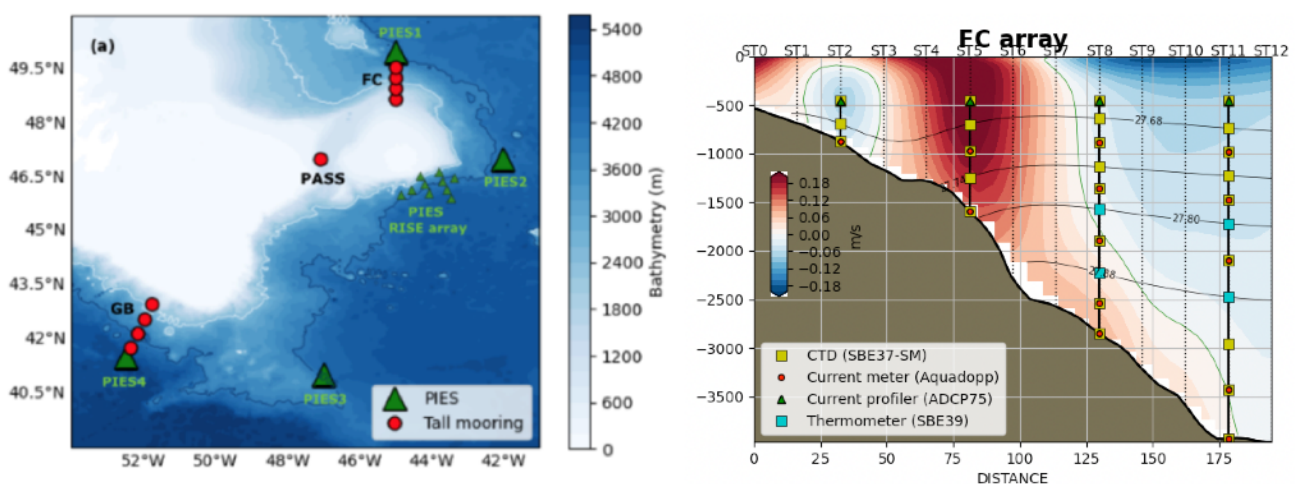 (a)
PIES1
FC
PASS
PIES2
PIES
RISE array
GB
PIES4
PIES3
PIES
Tall mooring
49.5°N
48°N
46.5°N
45°N
43.5°N
42°N
40.5°N
52°W
50°W
48°W
46°W
44°W
42°W
5400
4800
4200
3600
3000
2400
1800
1200
600
0
Bathymetry (m)
FC array
ST0
ST1
ST2
ST3
ST4
ST5
ST6
ST7
ST8
ST9
ST10
ST11
ST12
0
−500
−1000
−1500
−2000
−2500
−3000
−3500
27.68
27.80
0.18
0.12
0.06
0.00
−0.06
−0.12
−0.18
m/s
CTD (SBE37-SM)
Current meter (Aquadopp)
Current profiler (ADCP75)
Thermometer (SBE39)
0
25
50
75
100
125
150
175
DISTANCE